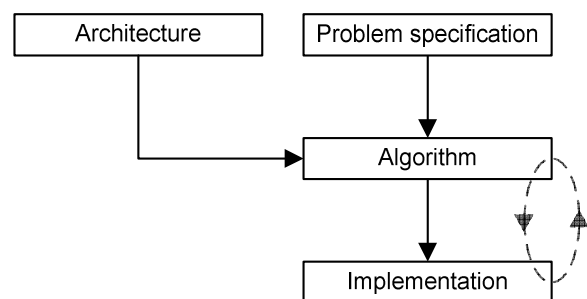 Architecture
Problem specification
Algorithm
Implementation